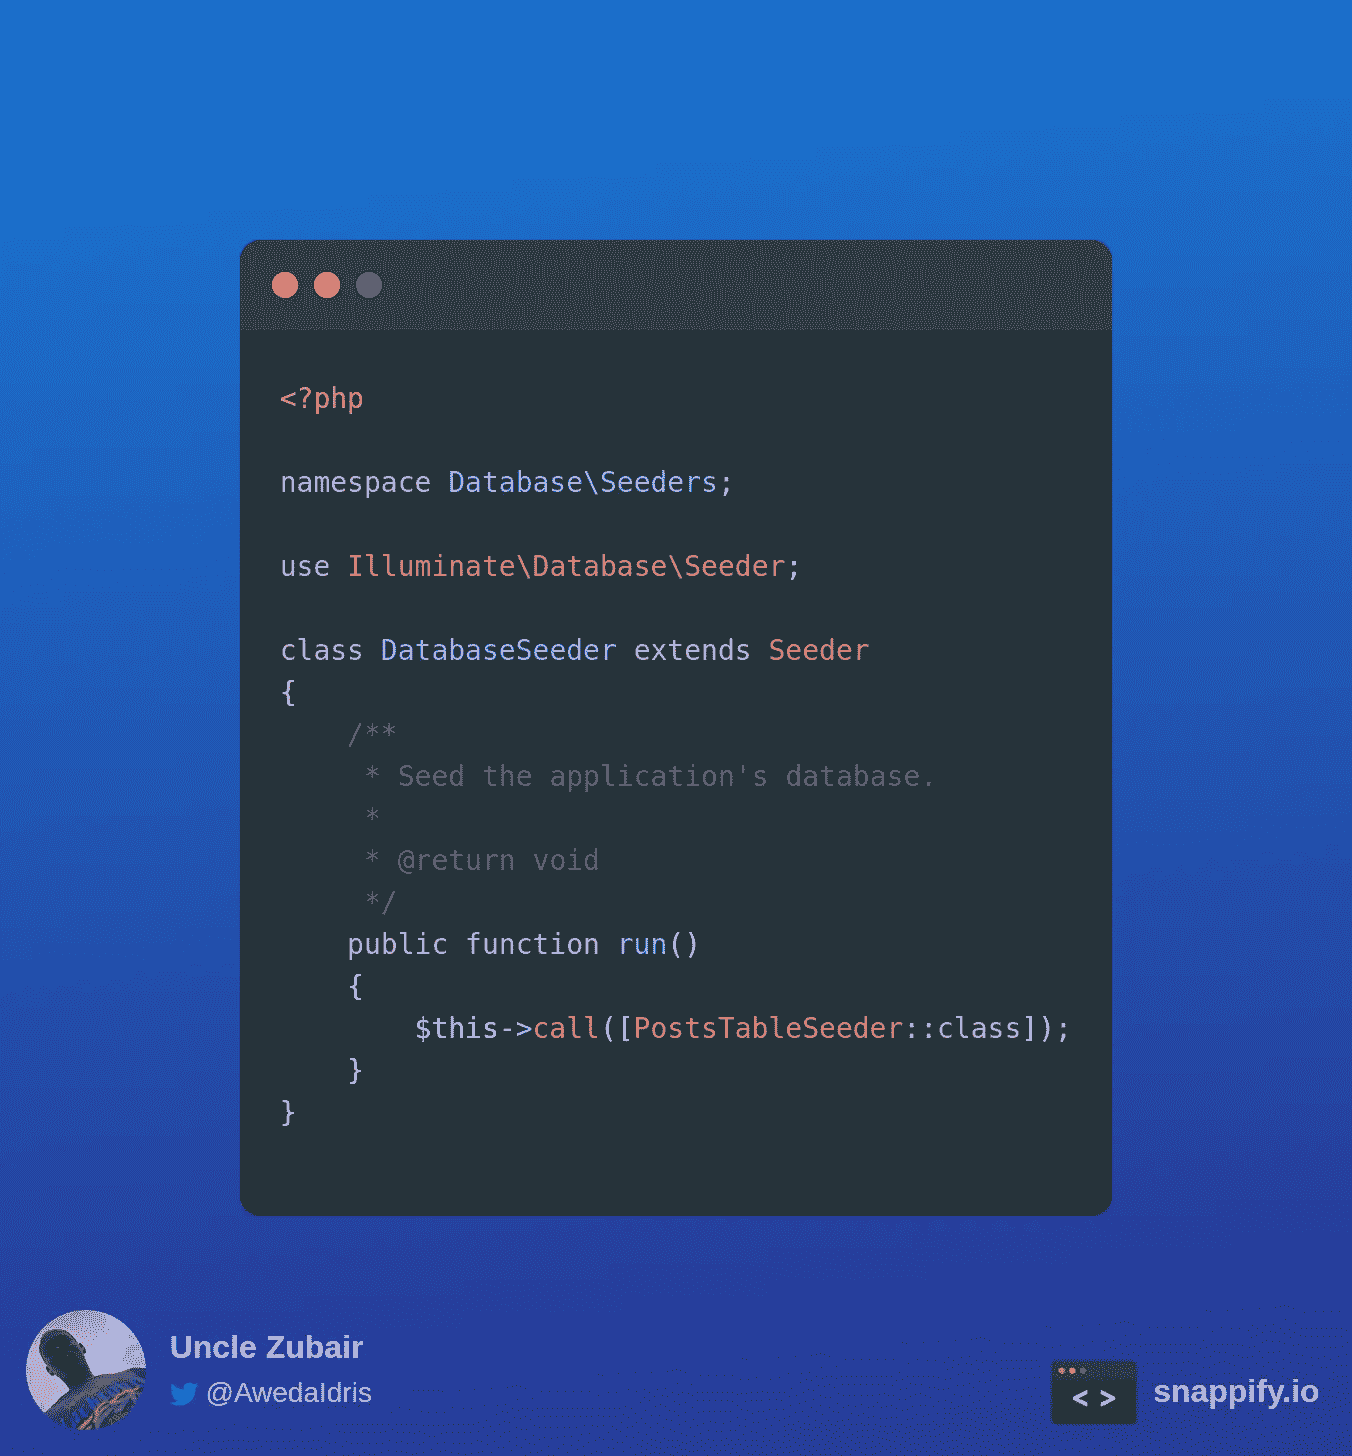 <?php
namespace Database\Seeders;
use Illuminate\Database\Seeder;
class DatabaseSeeder extends Seeder
{
    /**
     * Seed the application's database.
     *
     * @return void
     */
    public function run()
    {
        $this->call([PostsTableSeeder::class]);
    }
}
Uncle Zubair
@AwedaIdris
< >
snappify.io